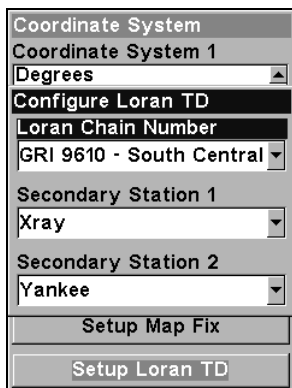 Coordinate System
Coordinate System 1
Degrees
Configure Loran TD
Loran Chain Number
GRI 9610 - South Central
Secondary Station 1
Xray
Secondary Station 2
Yankee
Setup Map Fix
Setup Loran TD